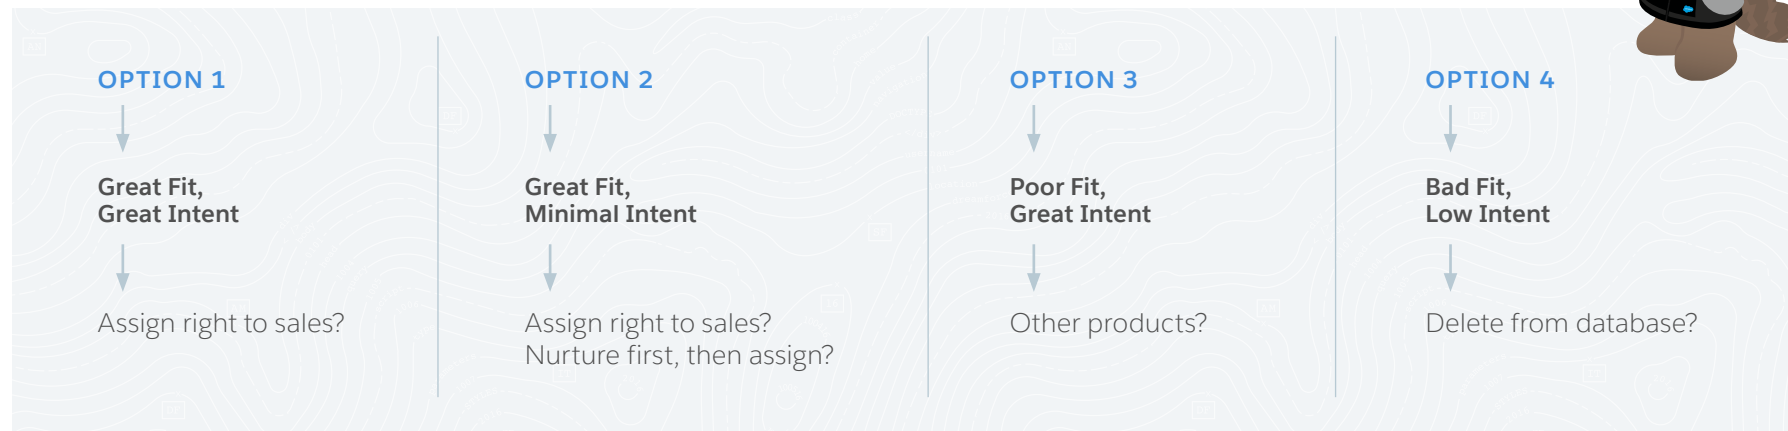 OPTION 1
Great Fit,
Great Intent
Assign right to sales?
OPTION 2
Great Fit,
Minimal Intent
Assign right to sales?
Nurture first, then assign?
OPTION 3
Poor Fit,
Great Intent
Other products?
OPTION 4
Bad Fit,
Low Intent
Delete from database?